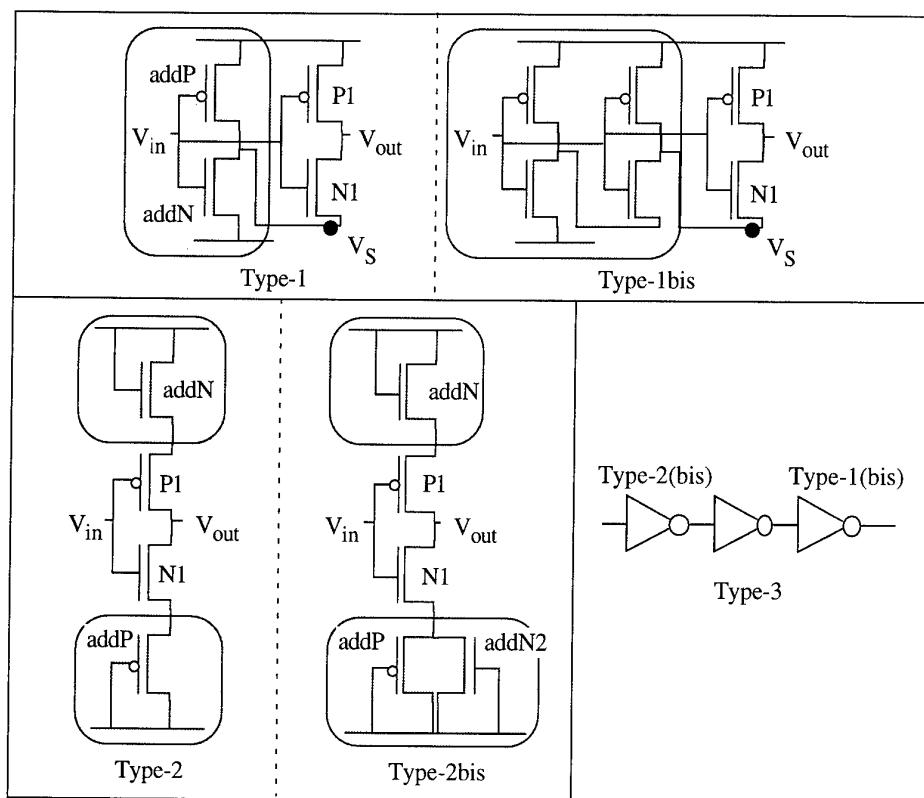 addP
P1
V_in
V_out
addN
N1
V_S
Type-1
P1
V_in
V_out
N1
V_S
Type-1bis
addN
P1
V_in
V_out
N1
addP
Type-2
addN
P1
V_in
V_out
N1
addP
addN2
Type-2bis
Type-2(bis)
Type-1(bis)
Type-3